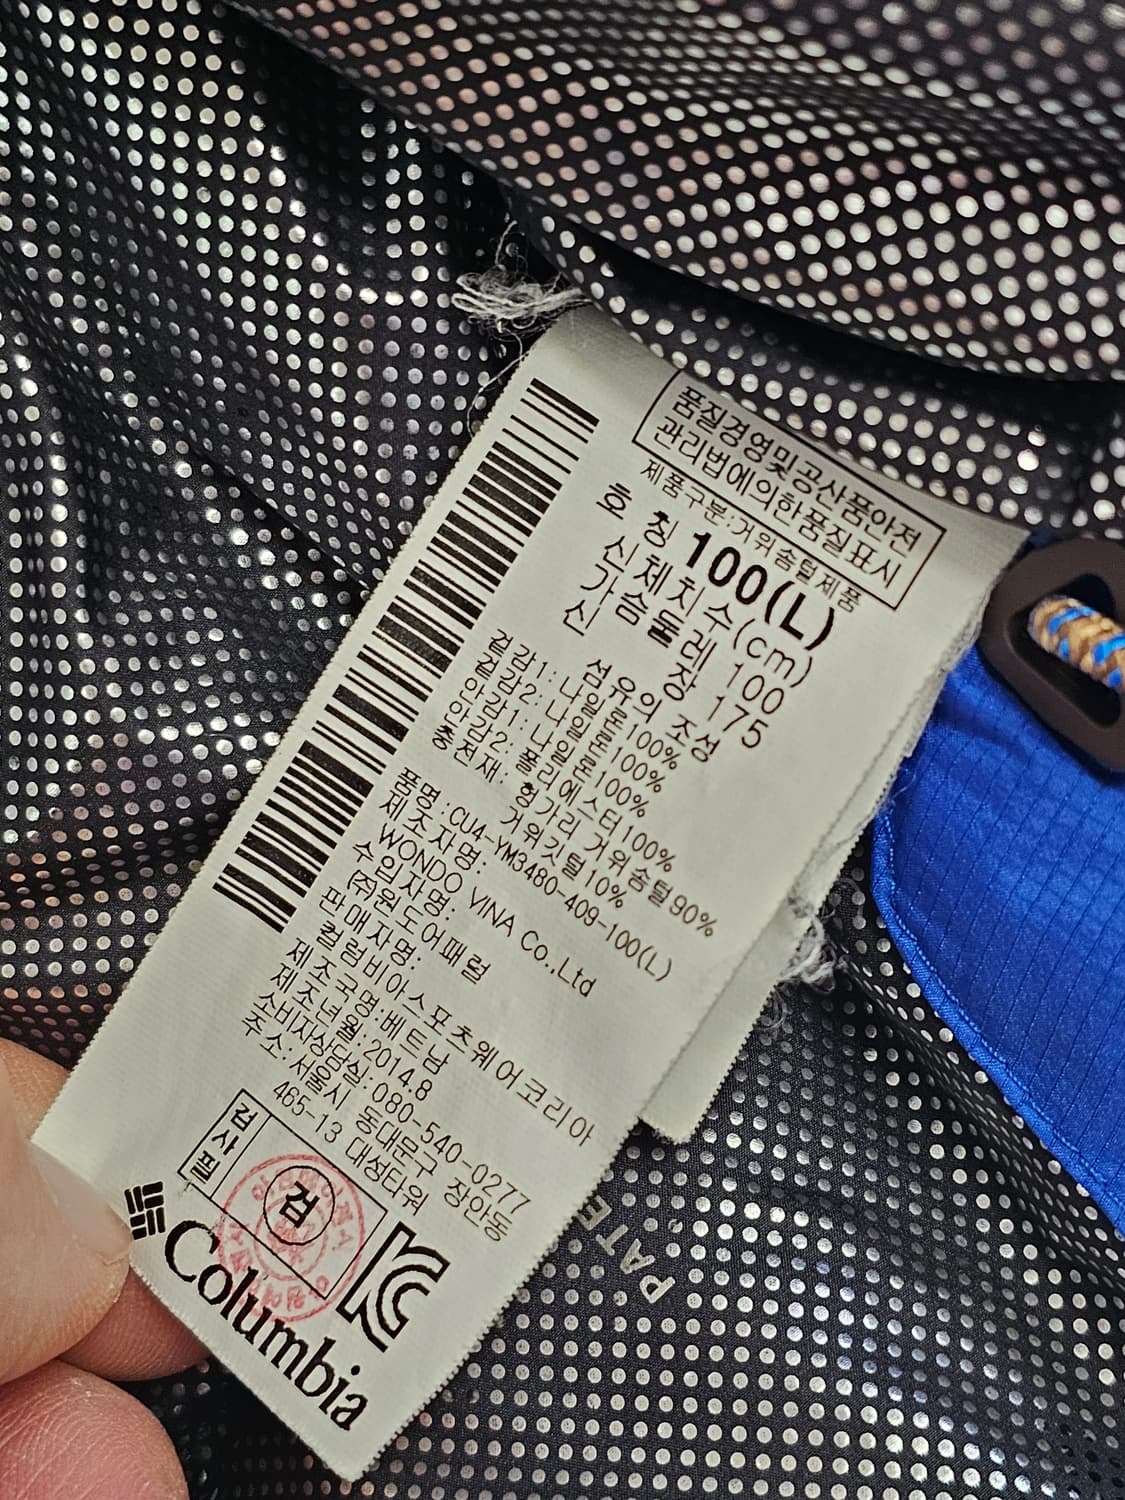 품질경영및공산품안전
관리법에의한품질표시
제품구분:거위솜털제품
호 칭 100(L)
신체치수(cm)
가슴둘레 100
신 장 175
섬유의 조성
겉감1: 나일론100%
겉감2: 나일론100%
안감1: 나일론100%
안감2: 폴리에스터100%
충전재: 헝가리 거위솜털90%
거위깃털10%
품명:CU4-YM3480-409-100(L)
제조자명:
WONDO VINA Co.,Ltd
수입자명:
(주)원도어패럴
판매자명:
컬럼비아스포츠웨어코리아
제조국명:베트남
제조년월:2014.8
소비자상담실:080-540-0277
주소:서울시 동대문구 장안동
465-13 대성타워
검사필
검
Columbia
PATE